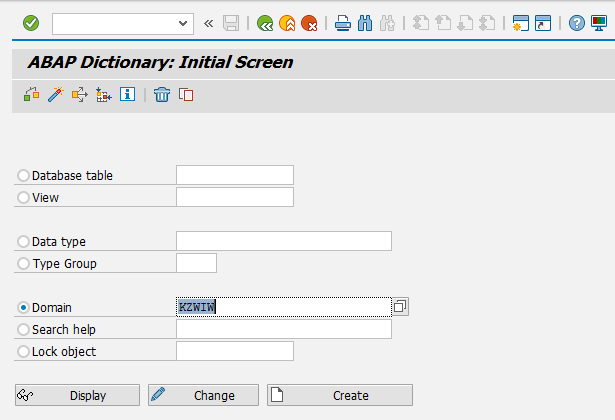 ABAP Dictionary: Initial Screen
Database table
View
Data type
Type Group
Domain KZWIW
Search help
Lock object
Display Change Create